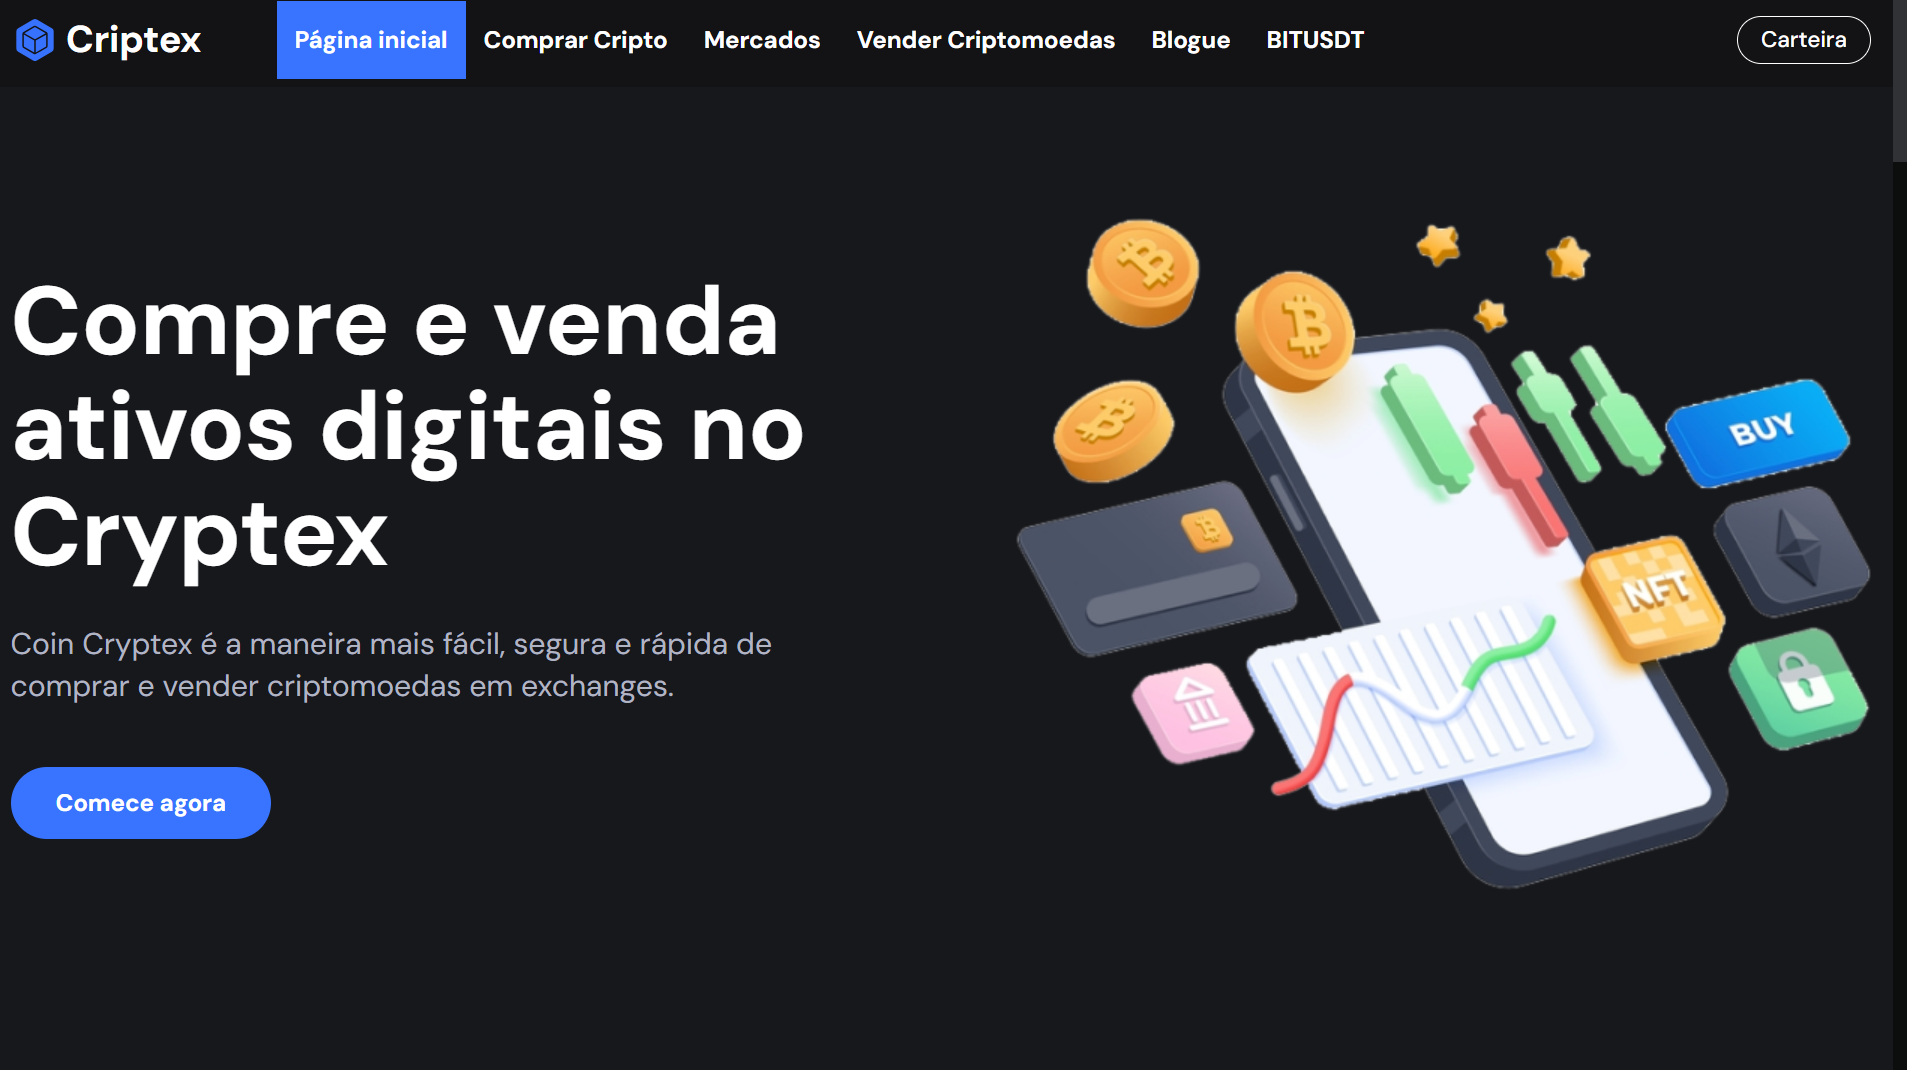 Criptex
Página inicial
Comprar Cripto
Mercados
Vender Criptomoedas
Blogue
BITUSDT
Carteira
Compre e venda
ativos digitais no
Cryptex
Coin Cryptex é a maneira mais fácil, segura e rápida de
comprar e vender criptomoedas em exchanges.
Comece agora
BUY
NFT